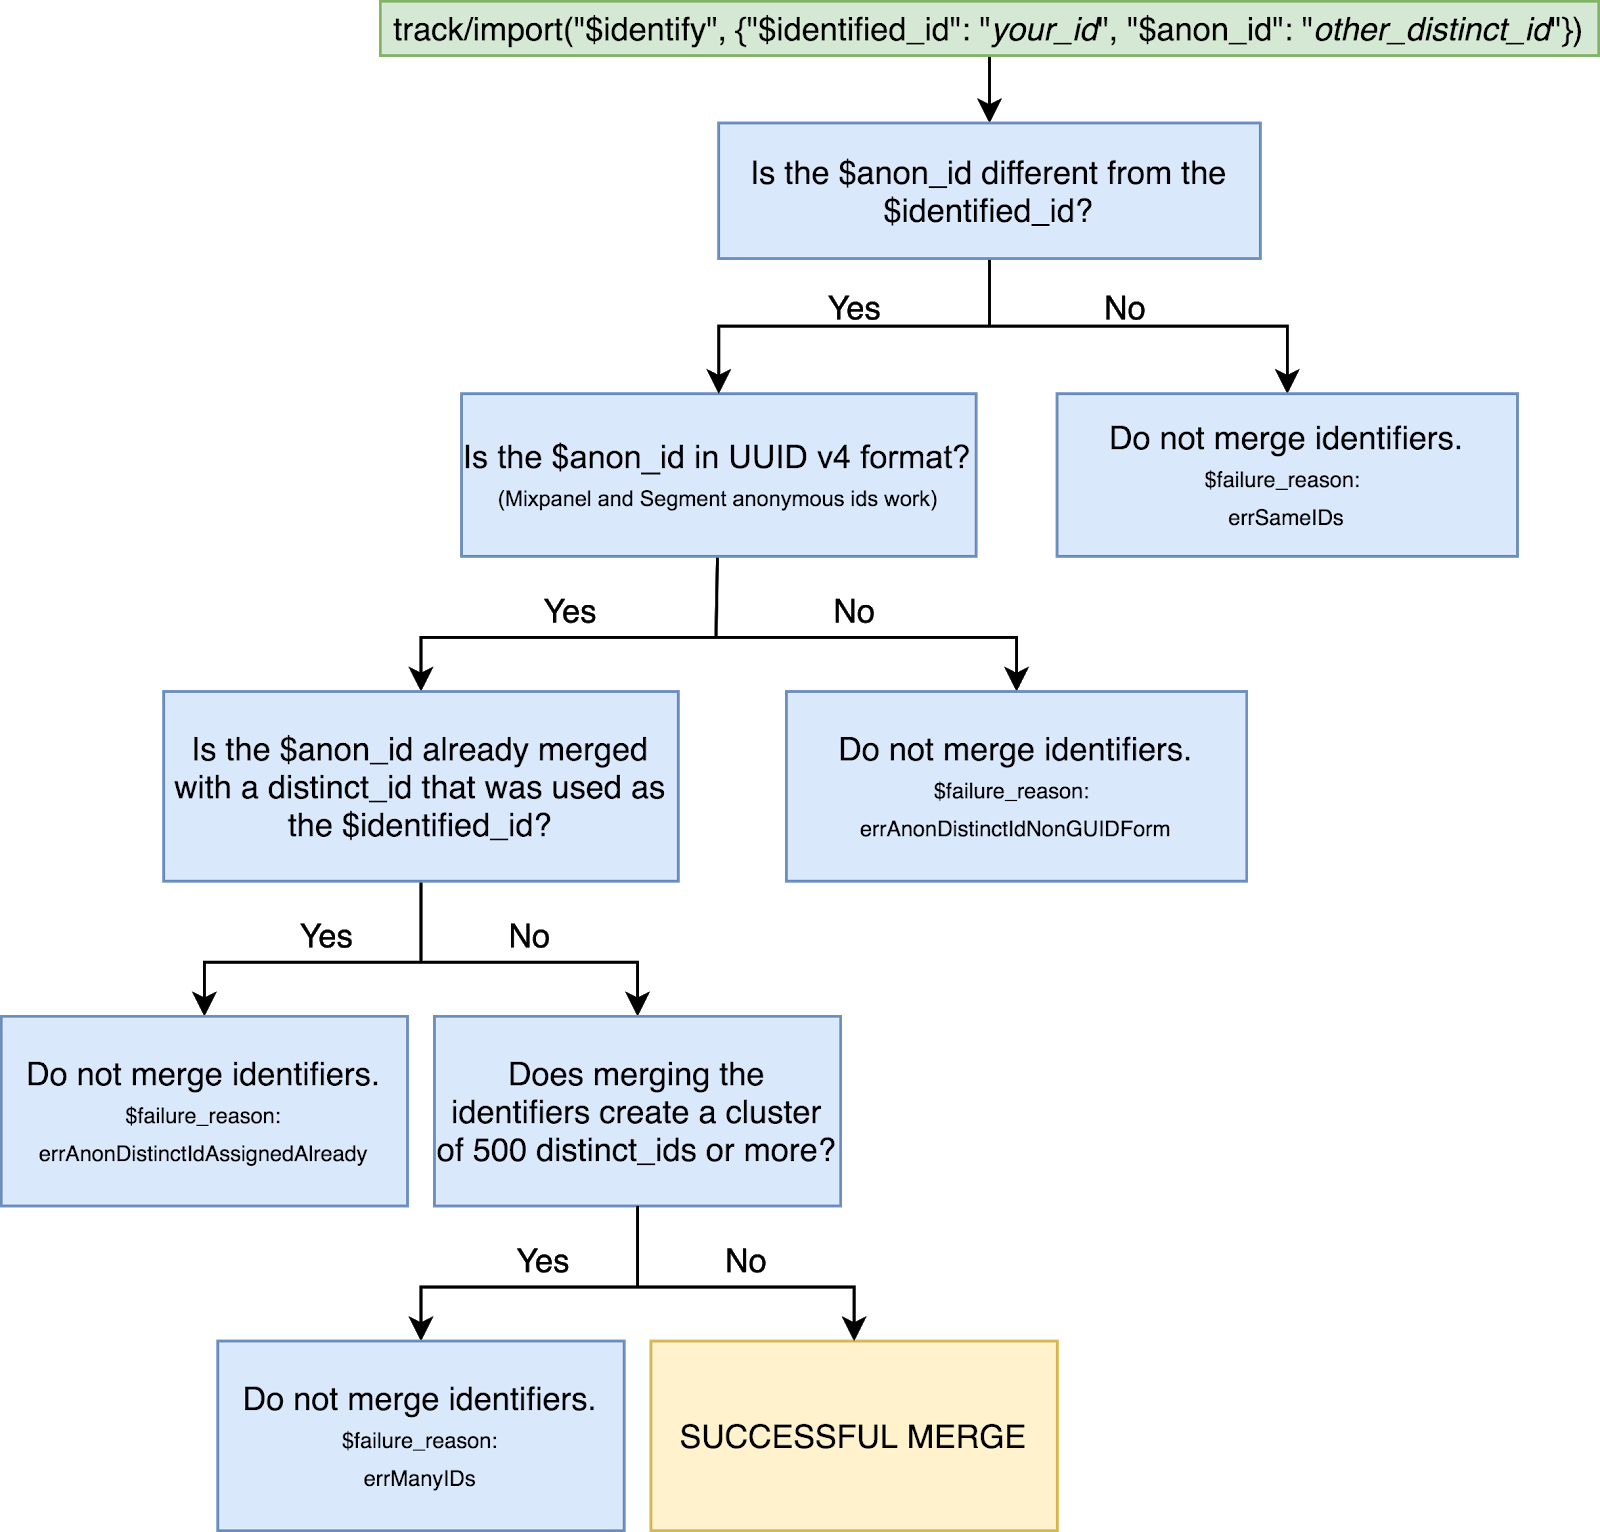 track/import("$identify", {"$identified_id": "your_id", "$anon_id": "other_distinct_id"})
Is the $anon_id different from the
$identified_id?
Yes
No
Is the $anon_id in UUID v4 format?
(Mixpanel and Segment anonymous ids work)
Do not merge identifiers.
$failure_reason:
errSameIDs
Yes
No
Is the $anon_id already merged
with a distinct_id that was used as
the $identified_id?
Do not merge identifiers.
$failure_reason:
errAnonDistinctIdNonGUIDForm
Yes
No
Do not merge identifiers.
$failure_reason:
errAnonDistinctIdAssignedAlready
Does merging the
identifiers create a cluster
of 500 distinct_ids or more?
Yes
No
Do not merge identifiers.
$failure_reason:
errManyIDs
SUCCESSFUL MERGE